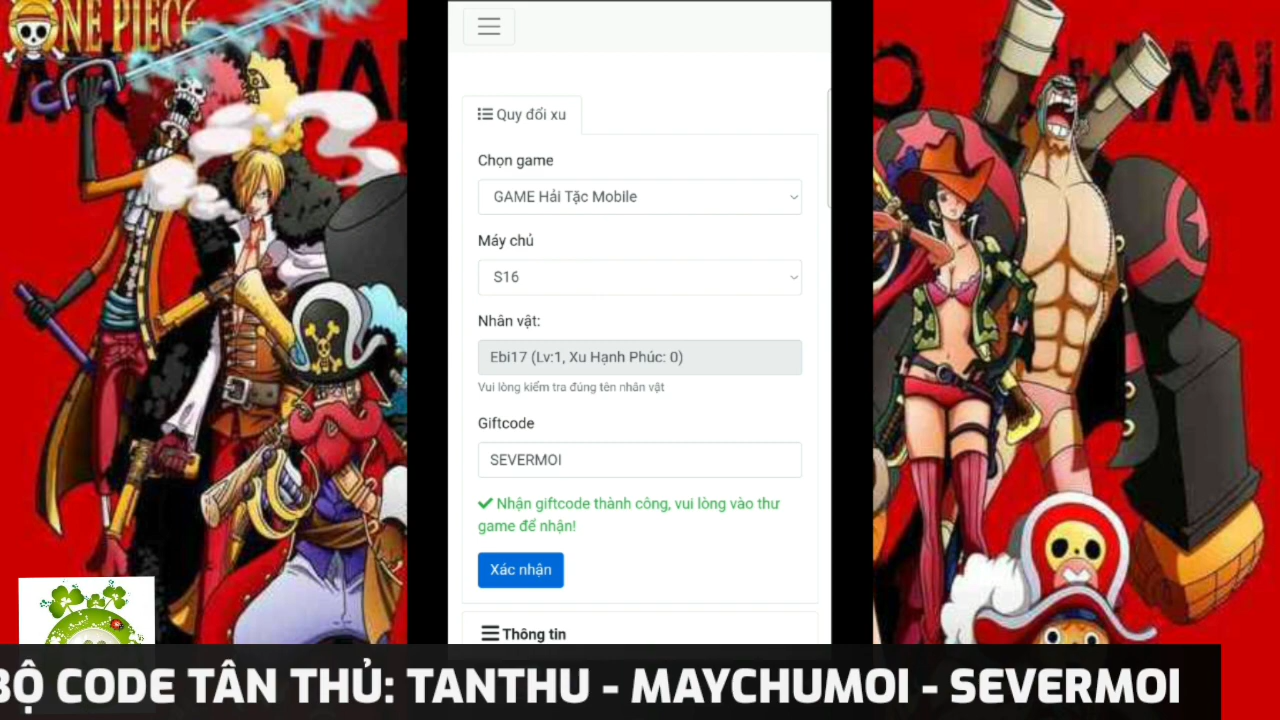 ONE PIECE
Quy đổi xu
Chọn game
GAME Hải Tặc Mobile
Máy chủ
S16
Nhân vật:
Ebi17 (Lv:1, Xu Hạnh Phúc: 0)
Vui lòng kiểm tra đúng tên nhân vật
Giftcode
SEVERMOI
Nhận giftcode thành công, vui lòng vào thư
game để nhận!
Xác nhận
Thông tin
BỘ CODE TÂN THỦ: TANTHU - MAYCHUMOI - SEVERMOI